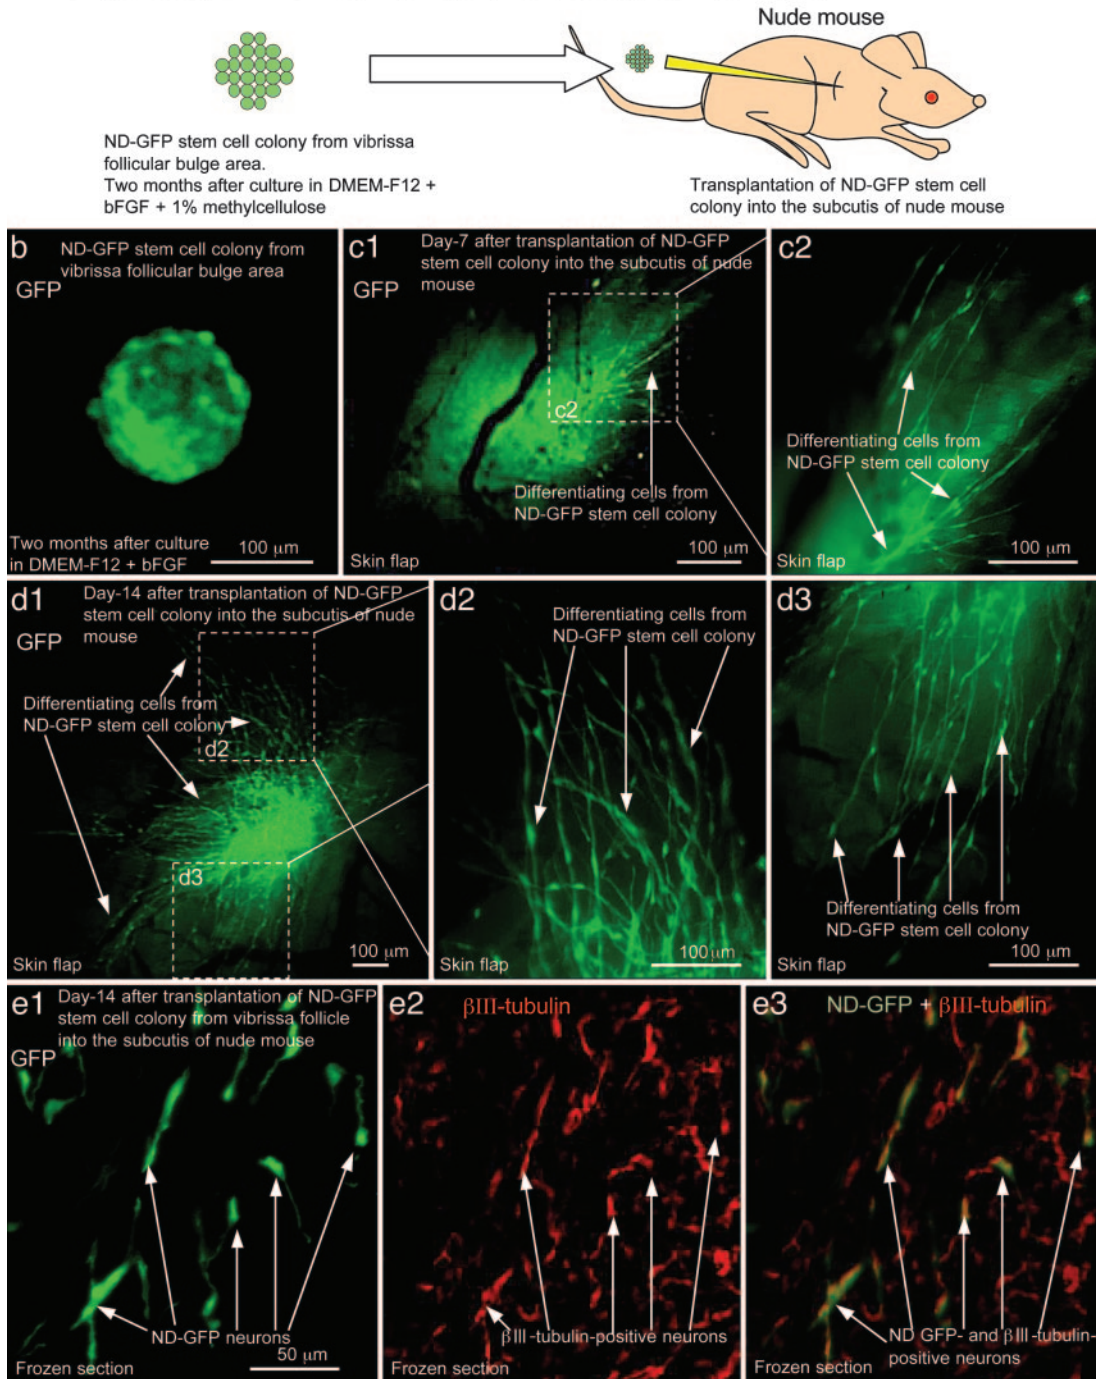 Nude mouse
ND-GFP stem cell colony from vibrissa
follicular bulge area.
Two months after culture in DMEM-F12 +
bFGF + 1% methylcellulose
Transplantation of ND-GFP stem cell
colony into the subcutis of nude mouse
b
ND-GFP stem cell colony from
vibrissa follicular bulge area
GFP
Two months after culture
in DMEM-F12 + bFGF
100 μm
c1
Day-7 after transplantation of ND-GFP
stem cell colony into the subcutis of nude
mouse
GFP
c2
Differentiating cells from
ND-GFP stem cell colony
Skin flap
100 μm
c2
Differentiating cells from
ND-GFP stem cell colony
Skin flap
100 μm
d1
Day-14 after transplantation of ND-GFP
stem cell colony into the subcutis of nude
mouse
GFP
Differentiating cells from
ND-GFP stem cell colony
d2
d3
Skin flap
100 μm
d2
Differentiating cells from
ND-GFP stem cell colony
100 μm
d3
Differentiating cells from
ND-GFP stem cell colony
Skin flap
100 μm
e1
Day-14 after transplantation of ND-GFP
stem cell colony from vibrissa follicle
into the subcutis of nude mouse
GFP
ND-GFP neurons
Frozen section
50 μm
e2
βIII-tubulin
βIII-tubulin-positive neurons
Frozen section
e3
ND-GFP + βIII-tubulin
ND GFP- and βIII-tubulin-
positive neurons
Frozen section